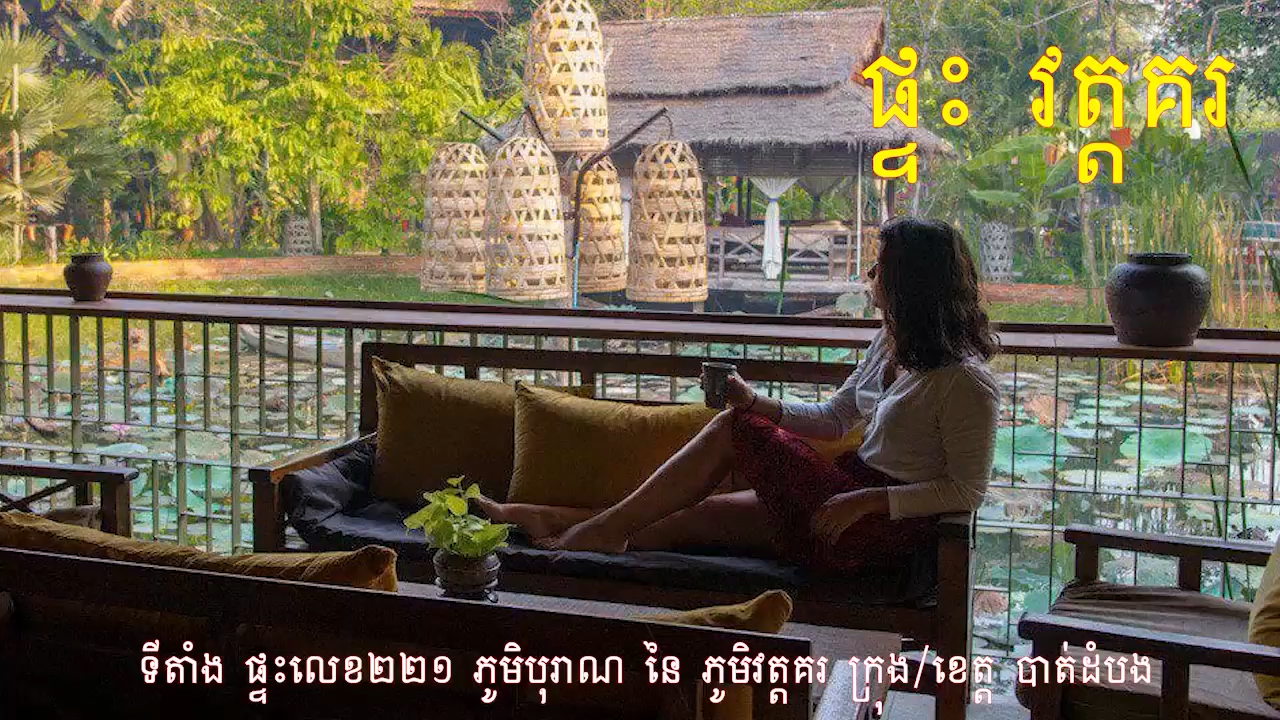 ផ្ទះ វត្តគរ
ទីតាំង ផ្ទះលេខ២២១ ភូមិបុរាណ នៃ ភូមិវត្តគរ ក្រុង/ខេត្ត បាត់ដំបង